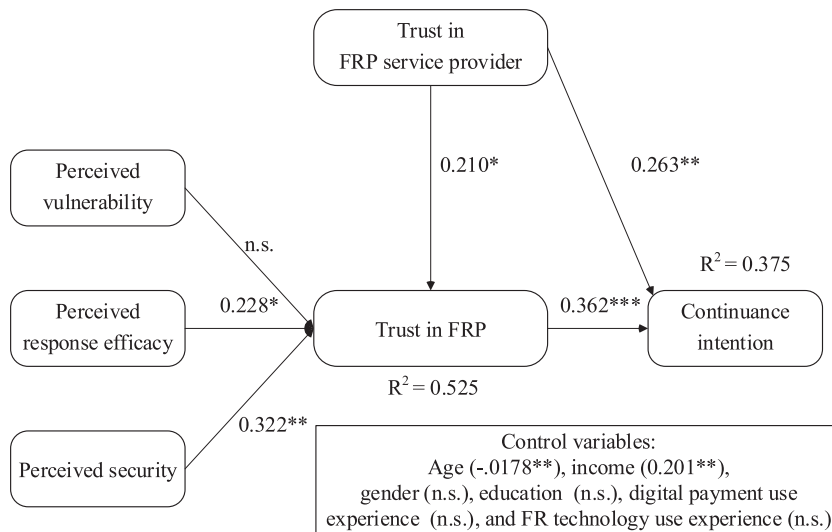 Trust in
FRP service provider
0.210*
0.263**
Perceived
vulnerability
n.s.
R² = 0.375
Perceived
response efficacy
0.228*
Trust in FRP
0.362***
Continuance
intention
R² = 0.525
0.322**
Perceived security
Control variables:
Age (-.0178**), income (0.201**),
gender (n.s.), education (n.s.), digital payment use
experience (n.s.), and FR technology use experience (n.s.)